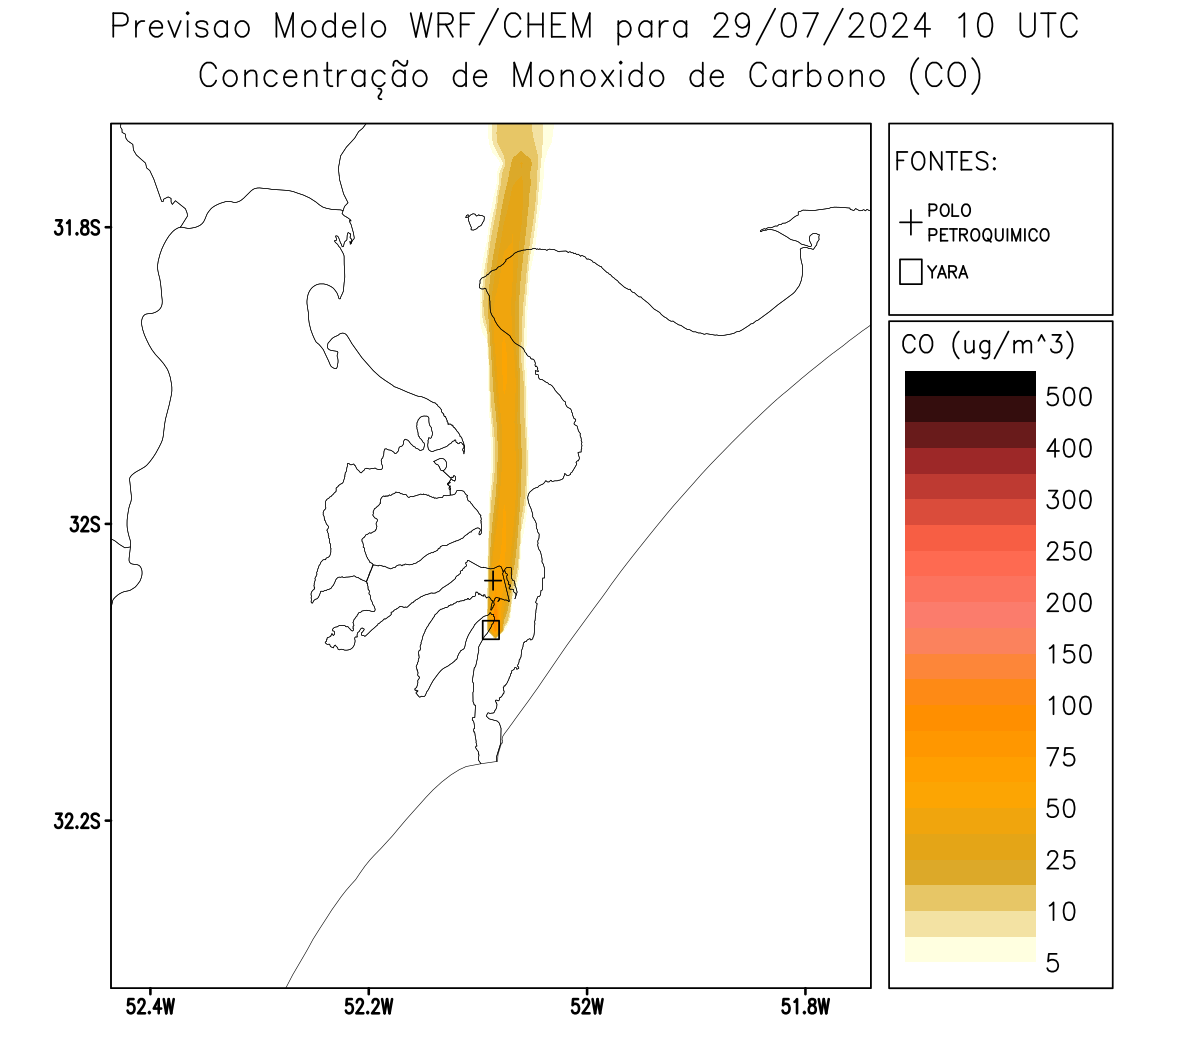 Previsao Modelo WRF/CHEM para 29/07/2024 10 UTC
Concentração de Monoxido de Carbono (CO)
FONTES:
POLO
PETROQUIMICO
YARA
CO (ug/m^3)
500
400
300
250
200
150
100
75
50
25
10
5
31.8S
32S
32.2S
52.4W
52.2W
52W
51.8W